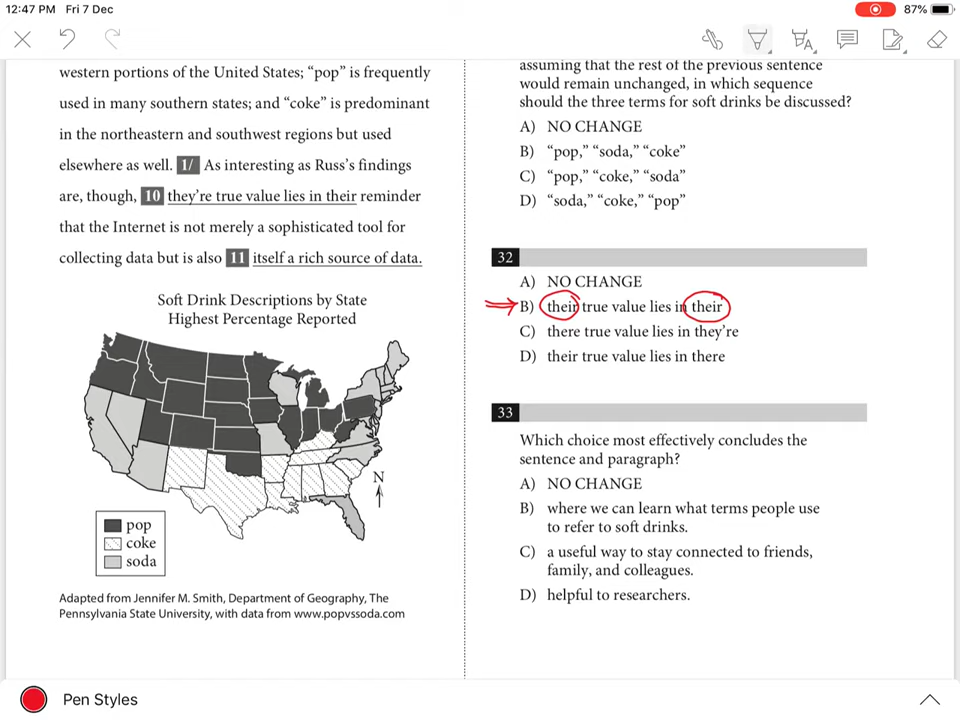 12:47 PM Fri 7 Dec
87%
western portions of the United States; “pop” is frequently
used in many southern states; and “coke” is predominant
in the northeastern and southwest regions but used
elsewhere as well. 1/ As interesting as Russ’s findings
are, though, 10 they’re true value lies in their reminder
that the Internet is not merely a sophisticated tool for
collecting data but is also 11 itself a rich source of data.
Soft Drink Descriptions by State
Highest Percentage Reported
N
pop
coke
soda
Adapted from Jennifer M. Smith, Department of Geography, The
Pennsylvania State University, with data from www.popvssoda.com
assuming that the rest of the previous sentence
would remain unchanged, in which sequence
should the three terms for soft drinks be discussed?
A) NO CHANGE
B) “pop,” “soda,” “coke”
C) “pop,” “coke,” “soda”
D) “soda,” “coke,” “pop”
32
A) NO CHANGE
B) their true value lies in their
C) there true value lies in they’re
D) their true value lies in there
33
Which choice most effectively concludes the
sentence and paragraph?
A) NO CHANGE
B) where we can learn what terms people use
to refer to soft drinks.
C) a useful way to stay connected to friends,
family, and colleagues.
D) helpful to researchers.
Pen Styles